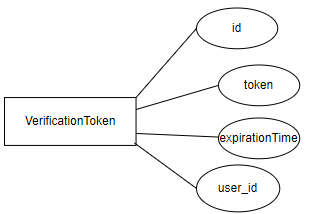 id
token
VerificationToken
expirationTime
user_id